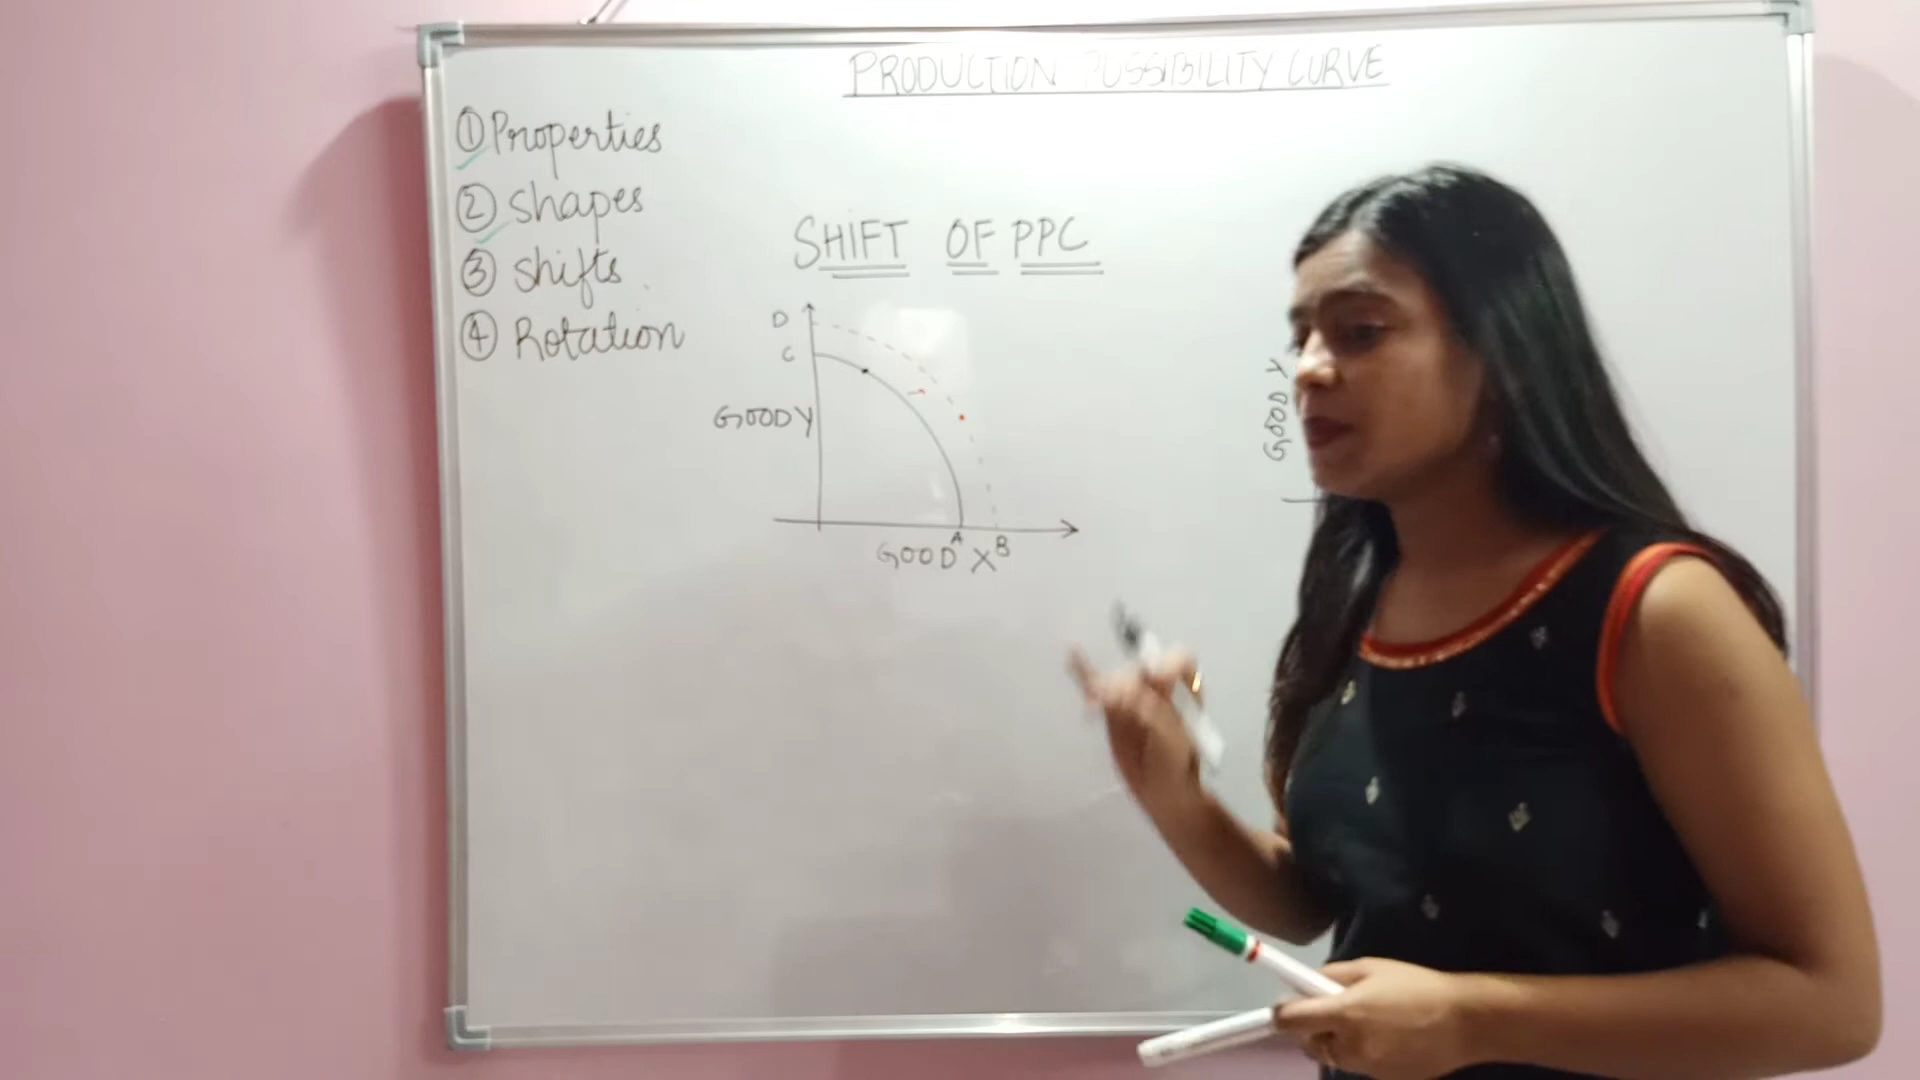 PRODUCTION POSSIBILITY CURVE
① Properties
② Shapes
③ Shifts
④ Rotation
SHIFT OF PPC
D
C
GOOD Y
A
B
GOOD X
GOOD Y